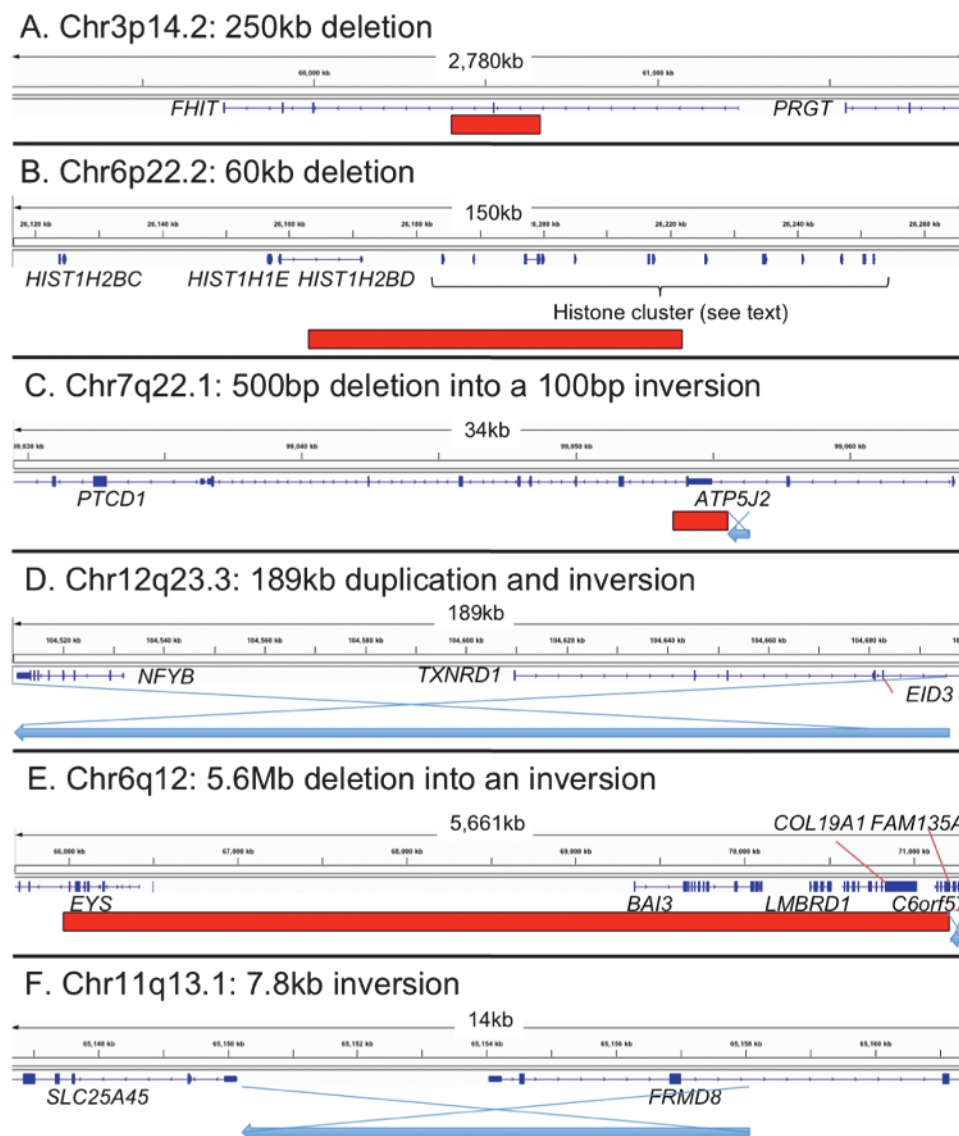 A. Chr3p14.2: 250kb deletion
2,780kb
60,000 kb 61,000 kb
FHIT PRGT
B. Chr6p22.2: 60kb deletion
150kb
26,120 kb 26,140 kb 26,160 kb 26,180 kb 26,200 kb 26,220 kb 26,240 kb 26,260 kb
HIST1H2BC HIST1H1E HIST1H2BD
Histone cluster (see text)
C. Chr7q22.1: 500bp deletion into a 100bp inversion
34kb
99,030 kb 99,040 kb 99,050 kb 99,060 kb
PTCD1 ATP5J2
D. Chr12q23.3: 189kb duplication and inversion
189kb
104,520 kb 104,540 kb 104,560 kb 104,580 kb 104,600 kb 104,620 kb 104,640 kb 104,660 kb 104,680 kb
NFYB TXNRD1 EID3
E. Chr6q12: 5.6Mb deletion into an inversion
COL19A1 FAM135A
5,661kb
66,000 kb 67,000 kb 68,000 kb 69,000 kb 70,000 kb 71,000 kb
EYS BAI3 LMBRD1 C6orf57
F. Chr11q13.1: 7.8kb inversion
14kb
65,148 kb 65,150 kb 65,152 kb 65,154 kb 65,156 kb 65,158 kb 65,160 kb
SLC25A45 FRMD8